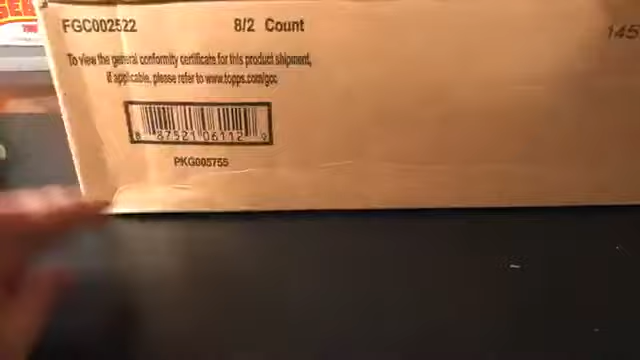 FGC002522 8/2 Count 145
To view the general conformity certificate for this product shipment,
if applicable, please refer to www.topps.com/gcc
8 87521 06112 9
PKG005755